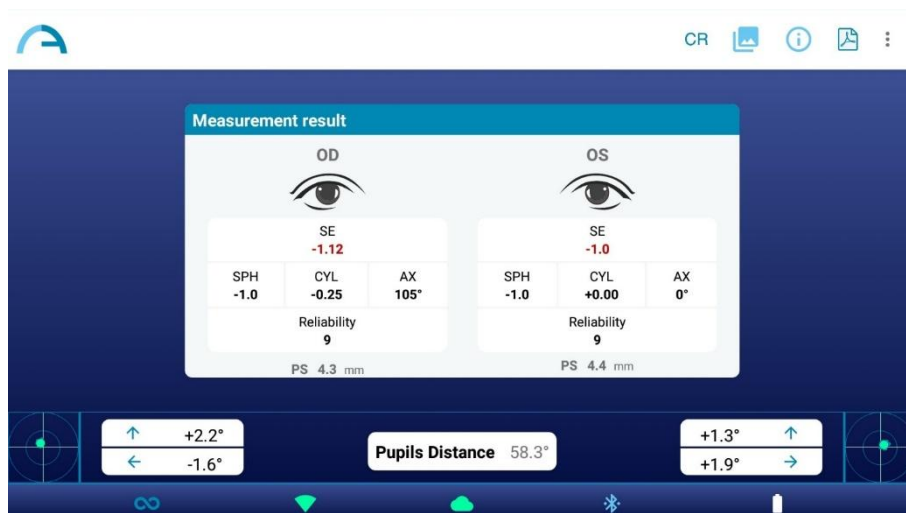 CR
Measurement result
OD OS
SE SE
-1.12 -1.0
SPH CYL AX SPH CYL AX
-1.0 -0.25 105° -1.0 +0.00 0°
Reliability Reliability
9 9
PS 4.3 mm PS 4.4 mm
+2.2° +1.3°
Pupils Distance 58.3°
-1.6° +1.9°